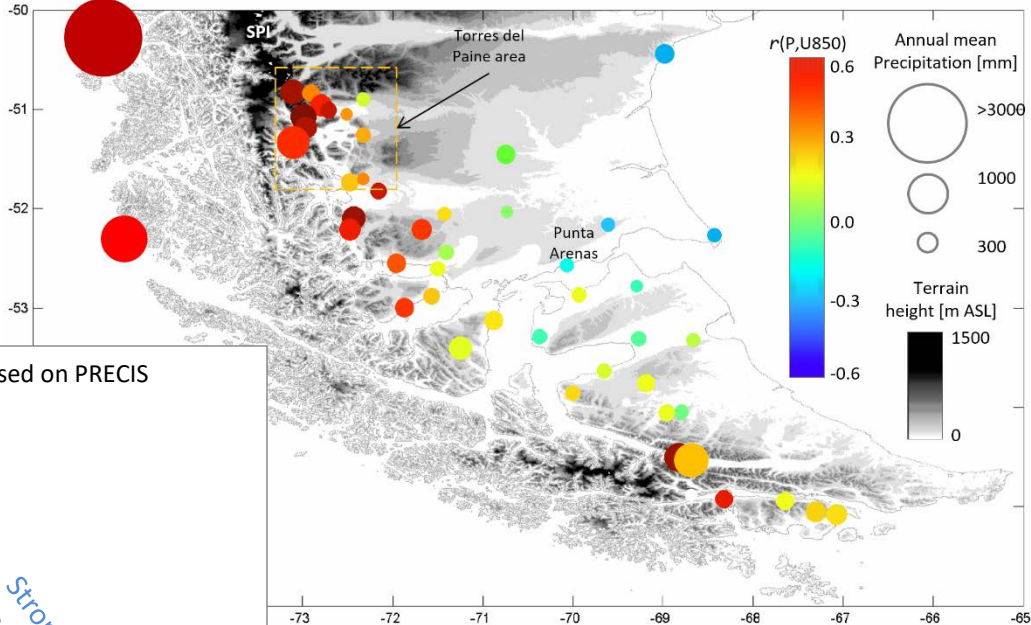 -50
-51
-52
-53
SPI
Torres del
Paine area
Punta
Arenas
r(P,U850)
0.6
0.3
0.0
-0.3
-0.6
Annual mean
Precipitation [mm]
>3000
1000
300
Terrain
height [m ASL]
1500
0
sed on PRECIS
-73
-72
-71
-70
-69
-68
-67
-66
-65